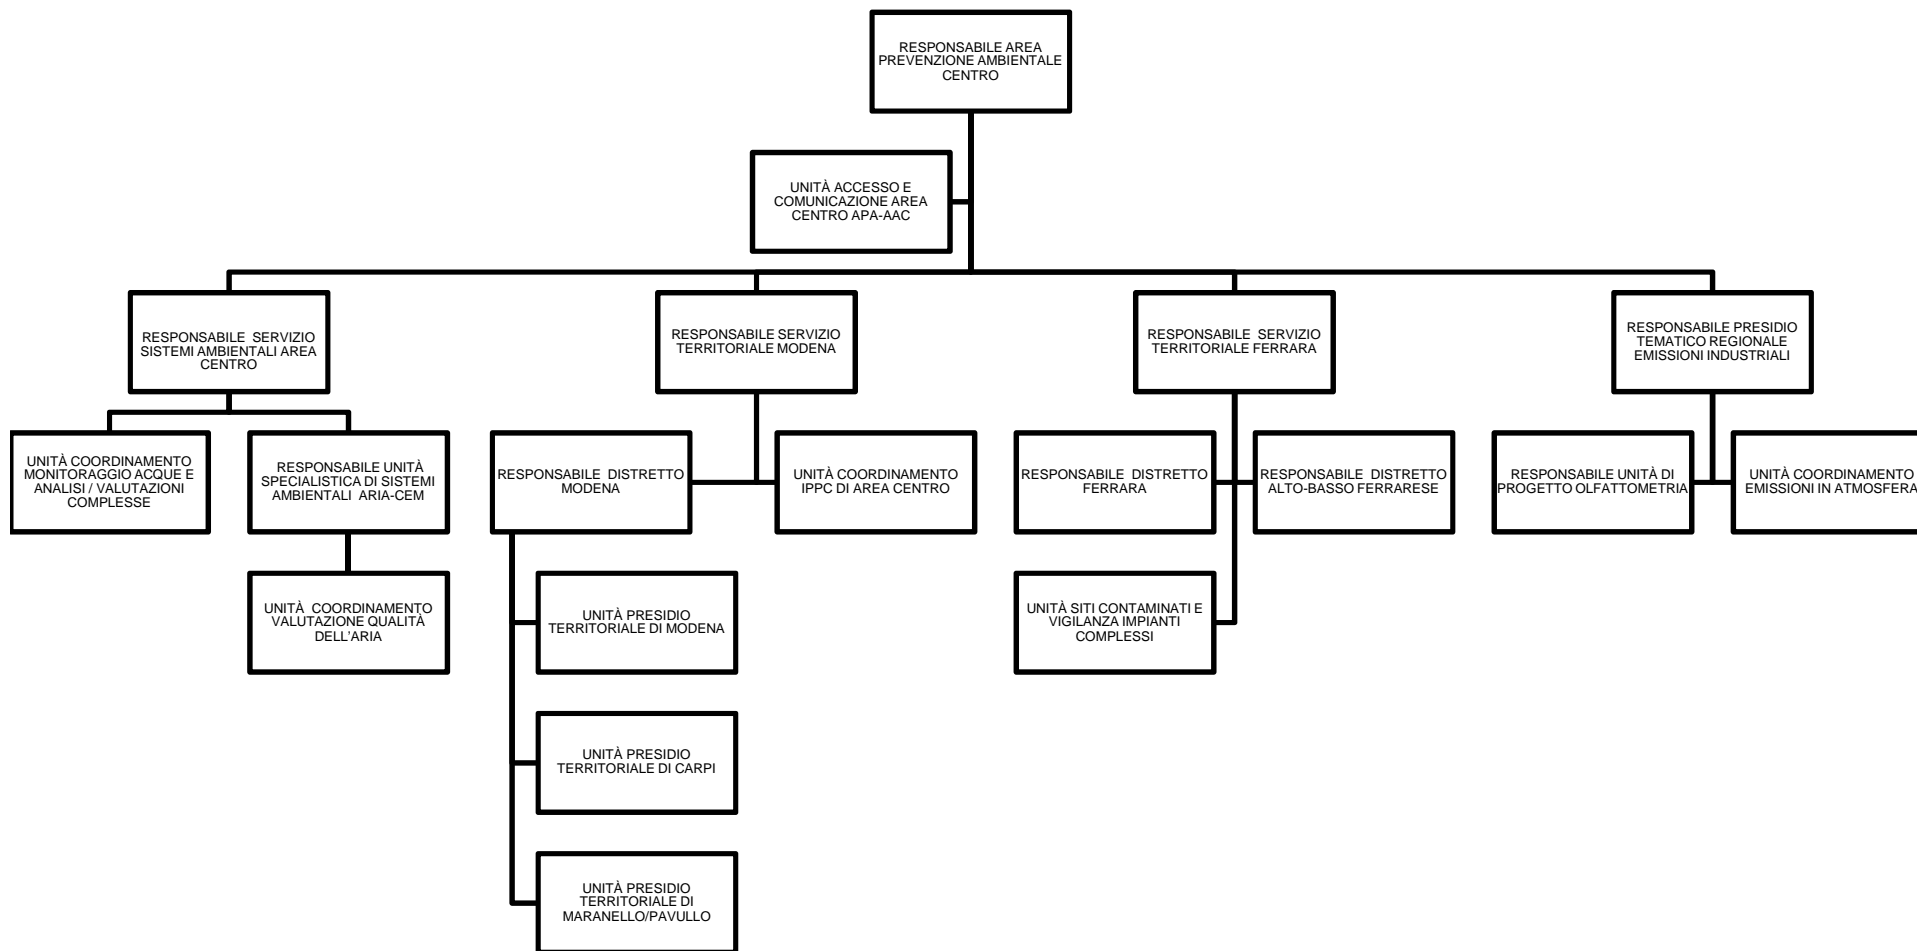 RESPONSABILE AREA
PREVENZIONE AMBIENTALE
CENTRO
UNITÀ ACCESSO E
COMUNICAZIONE AREA
CENTRO APA-AAC
RESPONSABILE SERVIZIO
SISTEMI AMBIENTALI AREA
CENTRO
RESPONSABILE SERVIZIO
TERRITORIALE MODENA
RESPONSABILE SERVIZIO
TERRITORIALE FERRARA
RESPONSABILE PRESIDIO
TEMATICO REGIONALE
EMISSIONI INDUSTRIALI
UNITÀ COORDINAMENTO
MONITORAGGIO ACQUE E
ANALISI / VALUTAZIONI
COMPLESSE
RESPONSABILE UNITÀ
SPECIALISTICA DI SISTEMI
AMBIENTALI ARIA-CEM
RESPONSABILE DISTRETTO
MODENA
UNITÀ COORDINAMENTO
IPPC DI AREA CENTRO
RESPONSABILE DISTRETTO
FERRARA
RESPONSABILE DISTRETTO
ALTO-BASSO FERRARESE
RESPONSABILE UNITÀ DI
PROGETTO OLFATTOMETRIA
UNITÀ COORDINAMENTO
EMISSIONI IN ATMOSFERA
UNITÀ COORDINAMENTO
VALUTAZIONE QUALITÀ
DELL'ARIA
UNITÀ PRESIDIO
TERRITORIALE DI MODENA
UNITÀ SITI CONTAMINATI E
VIGILANZA IMPIANTI
COMPLESSI
UNITÀ PRESIDIO
TERRITORIALE DI CARPI
UNITÀ PRESIDIO
TERRITORIALE DI
MARANELLO/PAVULLO